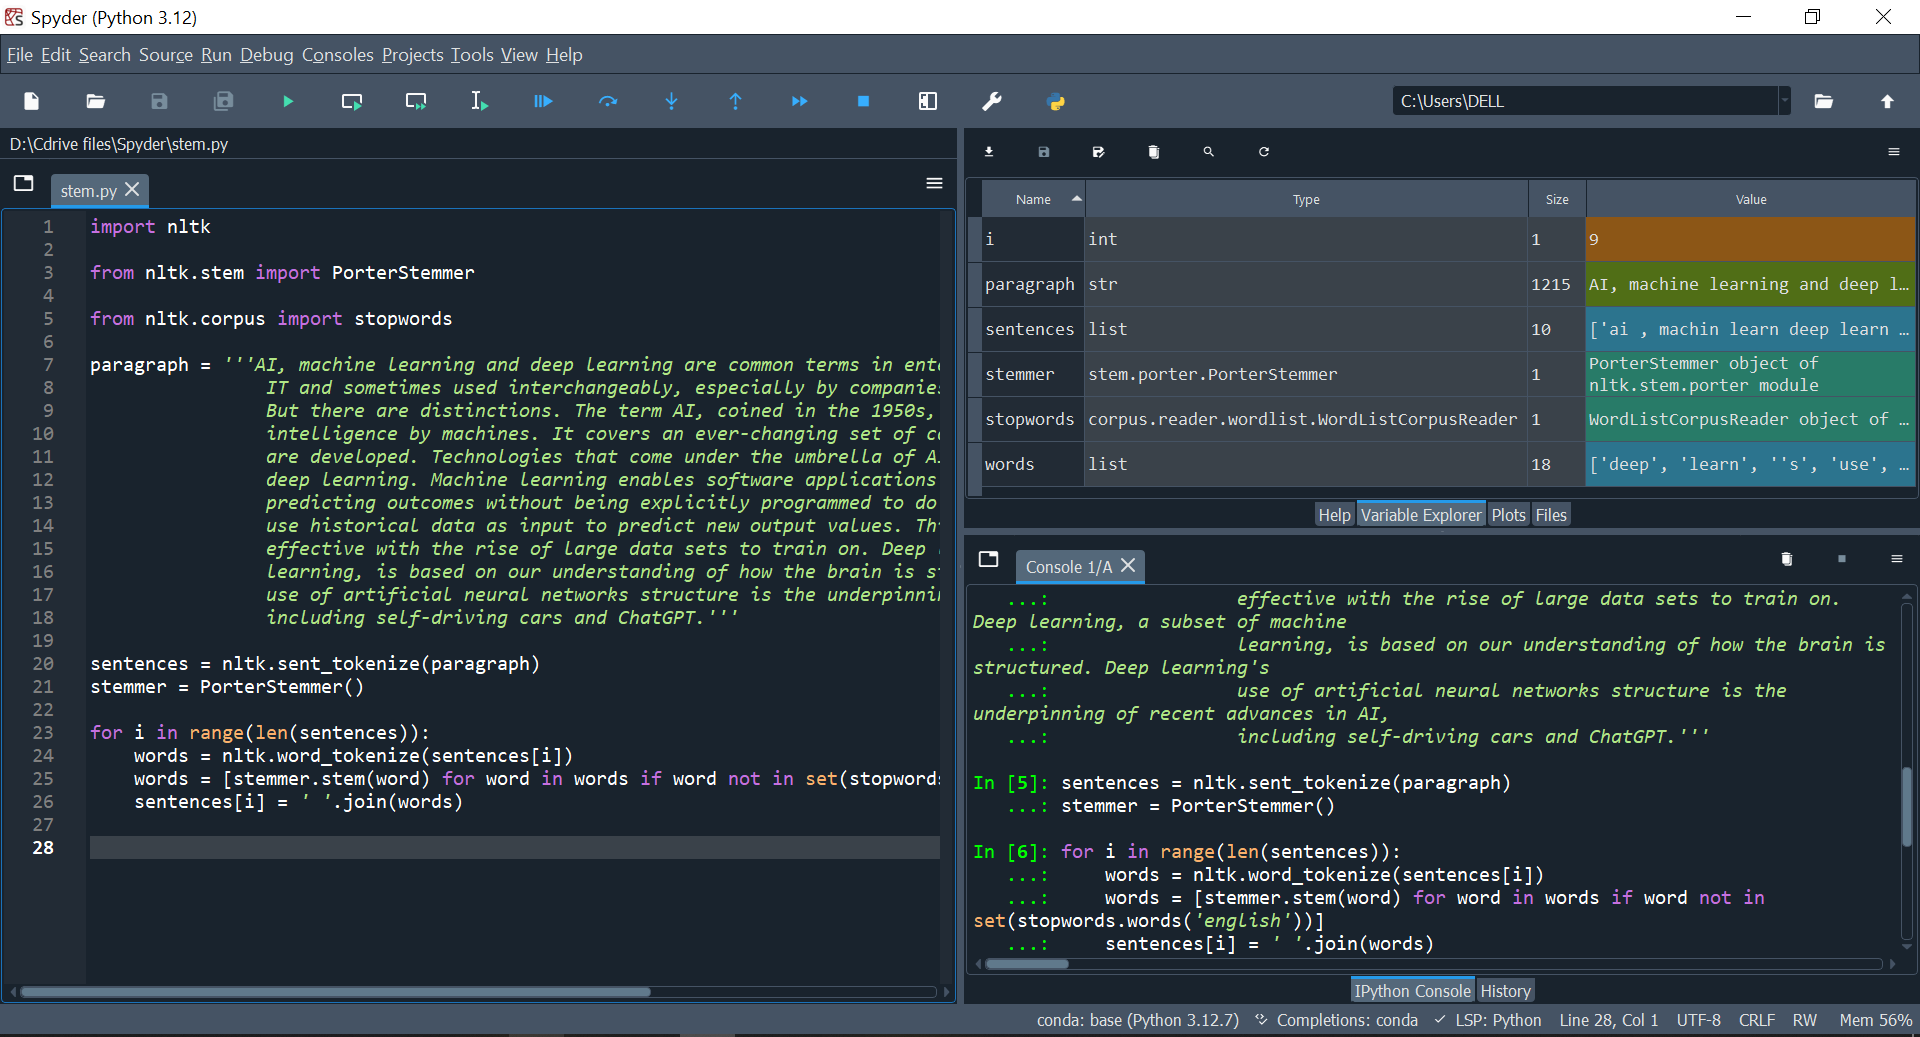 Spyder (Python 3.12)
File Edit Search Source Run Debug Consoles Projects Tools View Help
C:\Users\DELL
D:\Cdrive files\Spyder\stem.py
stem.py
1 import nltk
2
3 from nltk.stem import PorterStemmer
4
5 from nltk.corpus import stopwords
6
7 paragraph = '''AI, machine learning and deep learning are common terms in ent
8 IT and sometimes used interchangeably, especially by companie
9 But there are distinctions. The term AI, coined in the 1950s,
10 intelligence by machines. It covers an ever-changing set of c
11 are developed. Technologies that come under the umbrella of A
12 deep learning. Machine learning enables software applications
13 predicting outcomes without being explicitly programmed to do
14 use historical data as input to predict new output values. Th
15 effective with the rise of large data sets to train on. Deep
16 learning, is based on our understanding of how the brain is s
17 use of artificial neural networks structure is the underpinni
18 including self-driving cars and ChatGPT.'''
19
20 sentences = nltk.sent_tokenize(paragraph)
21 stemmer = PorterStemmer()
22
23 for i in range(len(sentences)):
24 words = nltk.word_tokenize(sentences[i])
25 words = [stemmer.stem(word) for word in words if word not in set(stopword
26 sentences[i] = ' '.join(words)
27
28
Name Type Size Value
i int 1 9
paragraph str 1215 AI, machine learning and deep l…
sentences list 10 ['ai , machin learn deep learn …
stemmer stem.porter.PorterStemmer 1 PorterStemmer object of
nltk.stem.porter module
stopwords corpus.reader.wordlist.WordListCorpusReader 1 WordListCorpusReader object of …
words list 18 ['deep', 'learn', ''s', 'use', …
Help Variable Explorer Plots Files
Console 1/A
...: effective with the rise of large data sets to train on.
Deep learning, a subset of machine
...: learning, is based on our understanding of how the brain is
structured. Deep learning's
...: use of artificial neural networks structure is the
underpinning of recent advances in AI,
...: including self-driving cars and ChatGPT.'''
In [5]: sentences = nltk.sent_tokenize(paragraph)
...: stemmer = PorterStemmer()
In [6]: for i in range(len(sentences)):
...: words = nltk.word_tokenize(sentences[i])
...: words = [stemmer.stem(word) for word in words if word not in
set(stopwords.words('english'))]
...: sentences[i] = ' '.join(words)
IPython Console History
conda: base (Python 3.12.7) Completions: conda LSP: Python Line 28, Col 1 UTF-8 CRLF RW Mem 56%